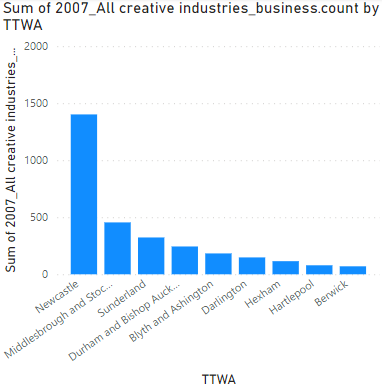 Sum of 2007_All creative industries_business.count by
TTWA
Sum of 2007_All creative industries_...
2000
1500
1000
500
0
Newcastle
Middlesbrough and Stoc...
Sunderland
Durham and Bishop Auck...
Blyth and Ashington
Darlington
Hexham
Hartlepool
Berwick
TTWA